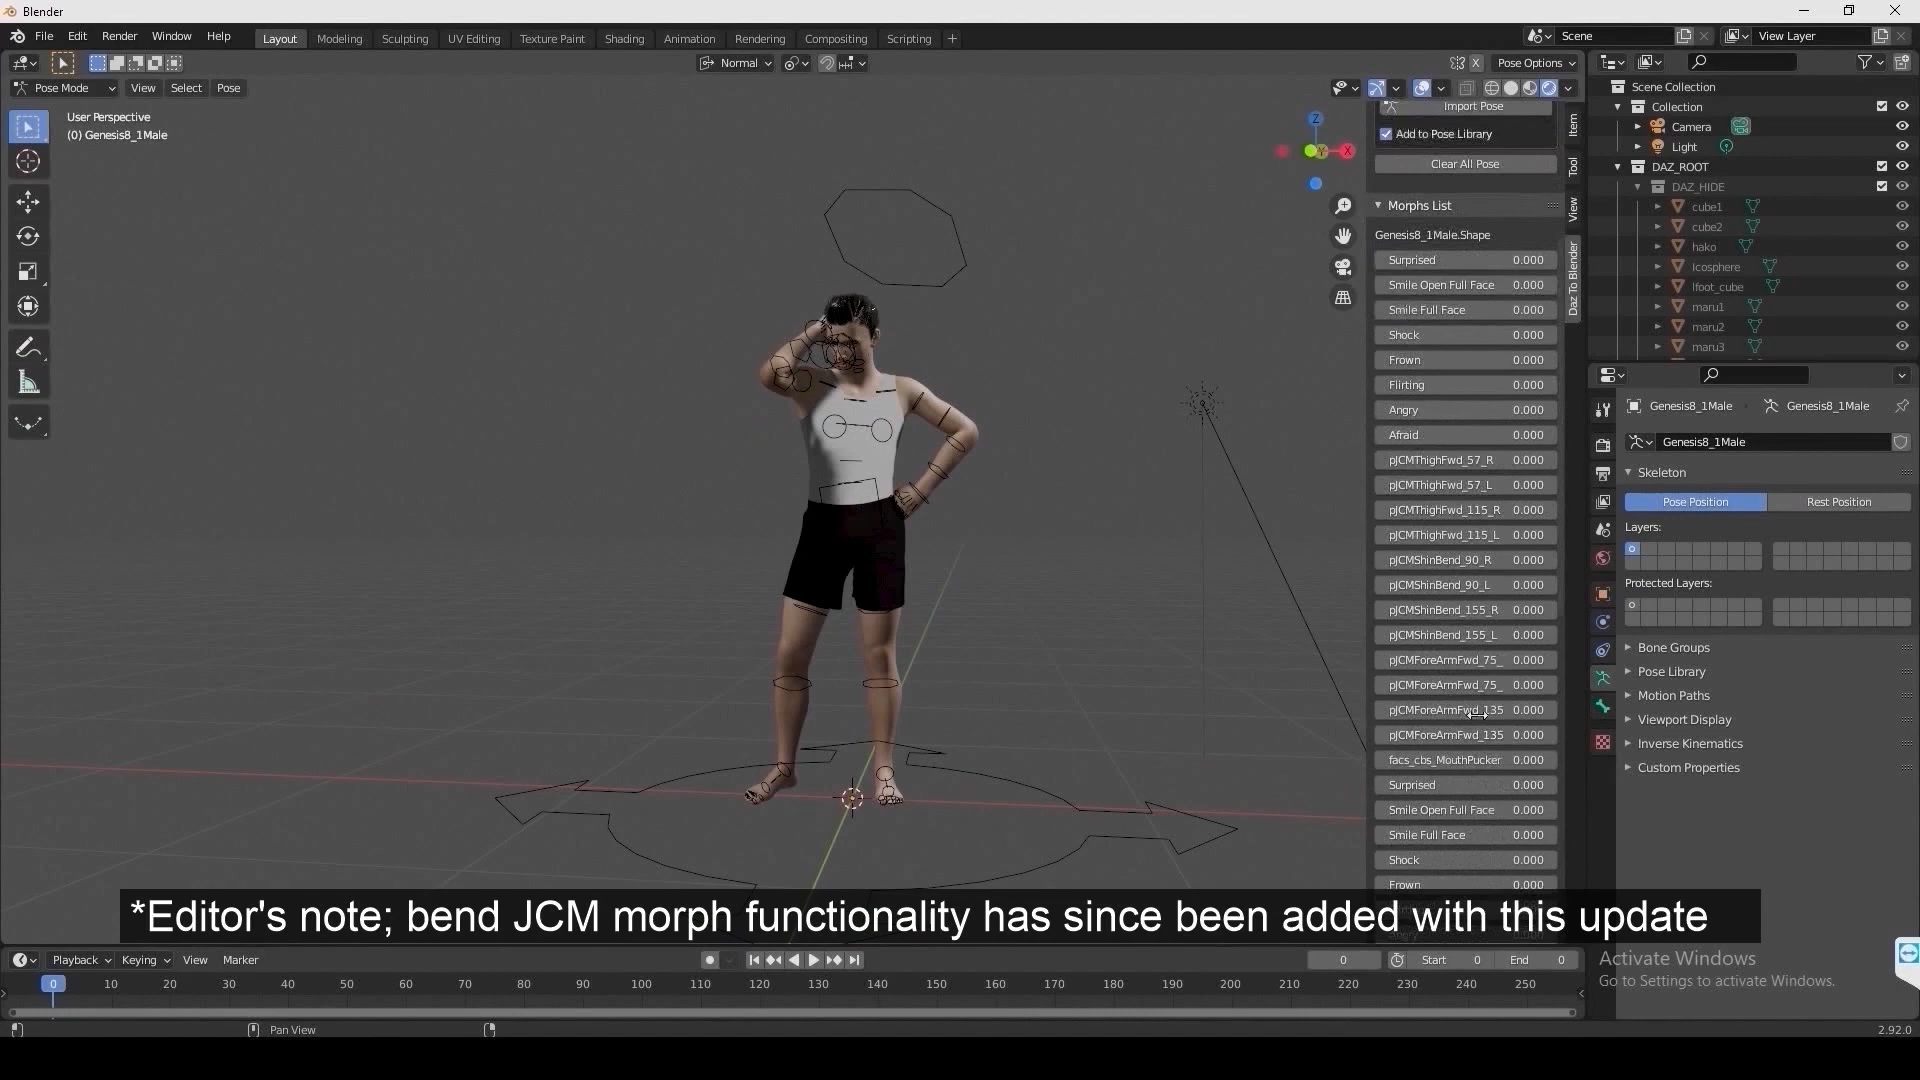 Blender
File Edit Render Window Help
Layout Modeling Sculpting UV Editing Texture Paint Shading Animation Rendering Compositing Scripting +
Scene
View Layer
Normal
X
Pose Options
Pose Mode View Select Pose
User Perspective
(0) Genesis8_1Male
Z
Y
X
Import Pose
Add to Pose Library
Clear All Pose
Morphs List
Genesis8_1Male.Shape
Surprised 0.000
Smile Open Full Face 0.000
Smile Full Face 0.000
Shock 0.000
Frown 0.000
Flirting 0.000
Angry 0.000
Afraid 0.000
pJCMThighFwd_57_R 0.000
pJCMThighFwd_57_L 0.000
pJCMThighFwd_115_R 0.000
pJCMThighFwd_115_L 0.000
pJCMShinBend_90_R 0.000
pJCMShinBend_90_L 0.000
pJCMShinBend_155_R 0.000
pJCMShinBend_155_L 0.000
pJCMForeArmFwd_75_ 0.000
pJCMForeArmFwd_75_ 0.000
pJCMForeArmFwd_135 0.000
pJCMForeArmFwd_135 0.000
facs_cbs_MouthPucker 0.000
Surprised 0.000
Smile Open Full Face 0.000
Smile Full Face 0.000
Shock 0.000
Frown 0.000
Item
Tool
View
Daz To Blender
Scene Collection
Collection
Camera
Light
DAZ_ROOT
DAZ_HIDE
cube1
cube2
hako
Icosphere
lfoot_cube
maru1
maru2
maru3
Genesis8_1Male Genesis8_1Male
Genesis8_1Male
Skeleton
Pose Position Rest Position
Layers:
Protected Layers:
Bone Groups
Pose Library
Motion Paths
Viewport Display
Inverse Kinematics
Custom Properties
*Editor's note; bend JCM morph functionality has since been added with this update
Activate Windows
Go to Settings to activate Windows.
Playback Keying View Marker
0 Start 0 End 0
0 10 20 30 40 50 60 70 80 90 100 110 120 130 140 150 160 170 180 190 200 210 220 230 240 250
Pan View
2.92.0